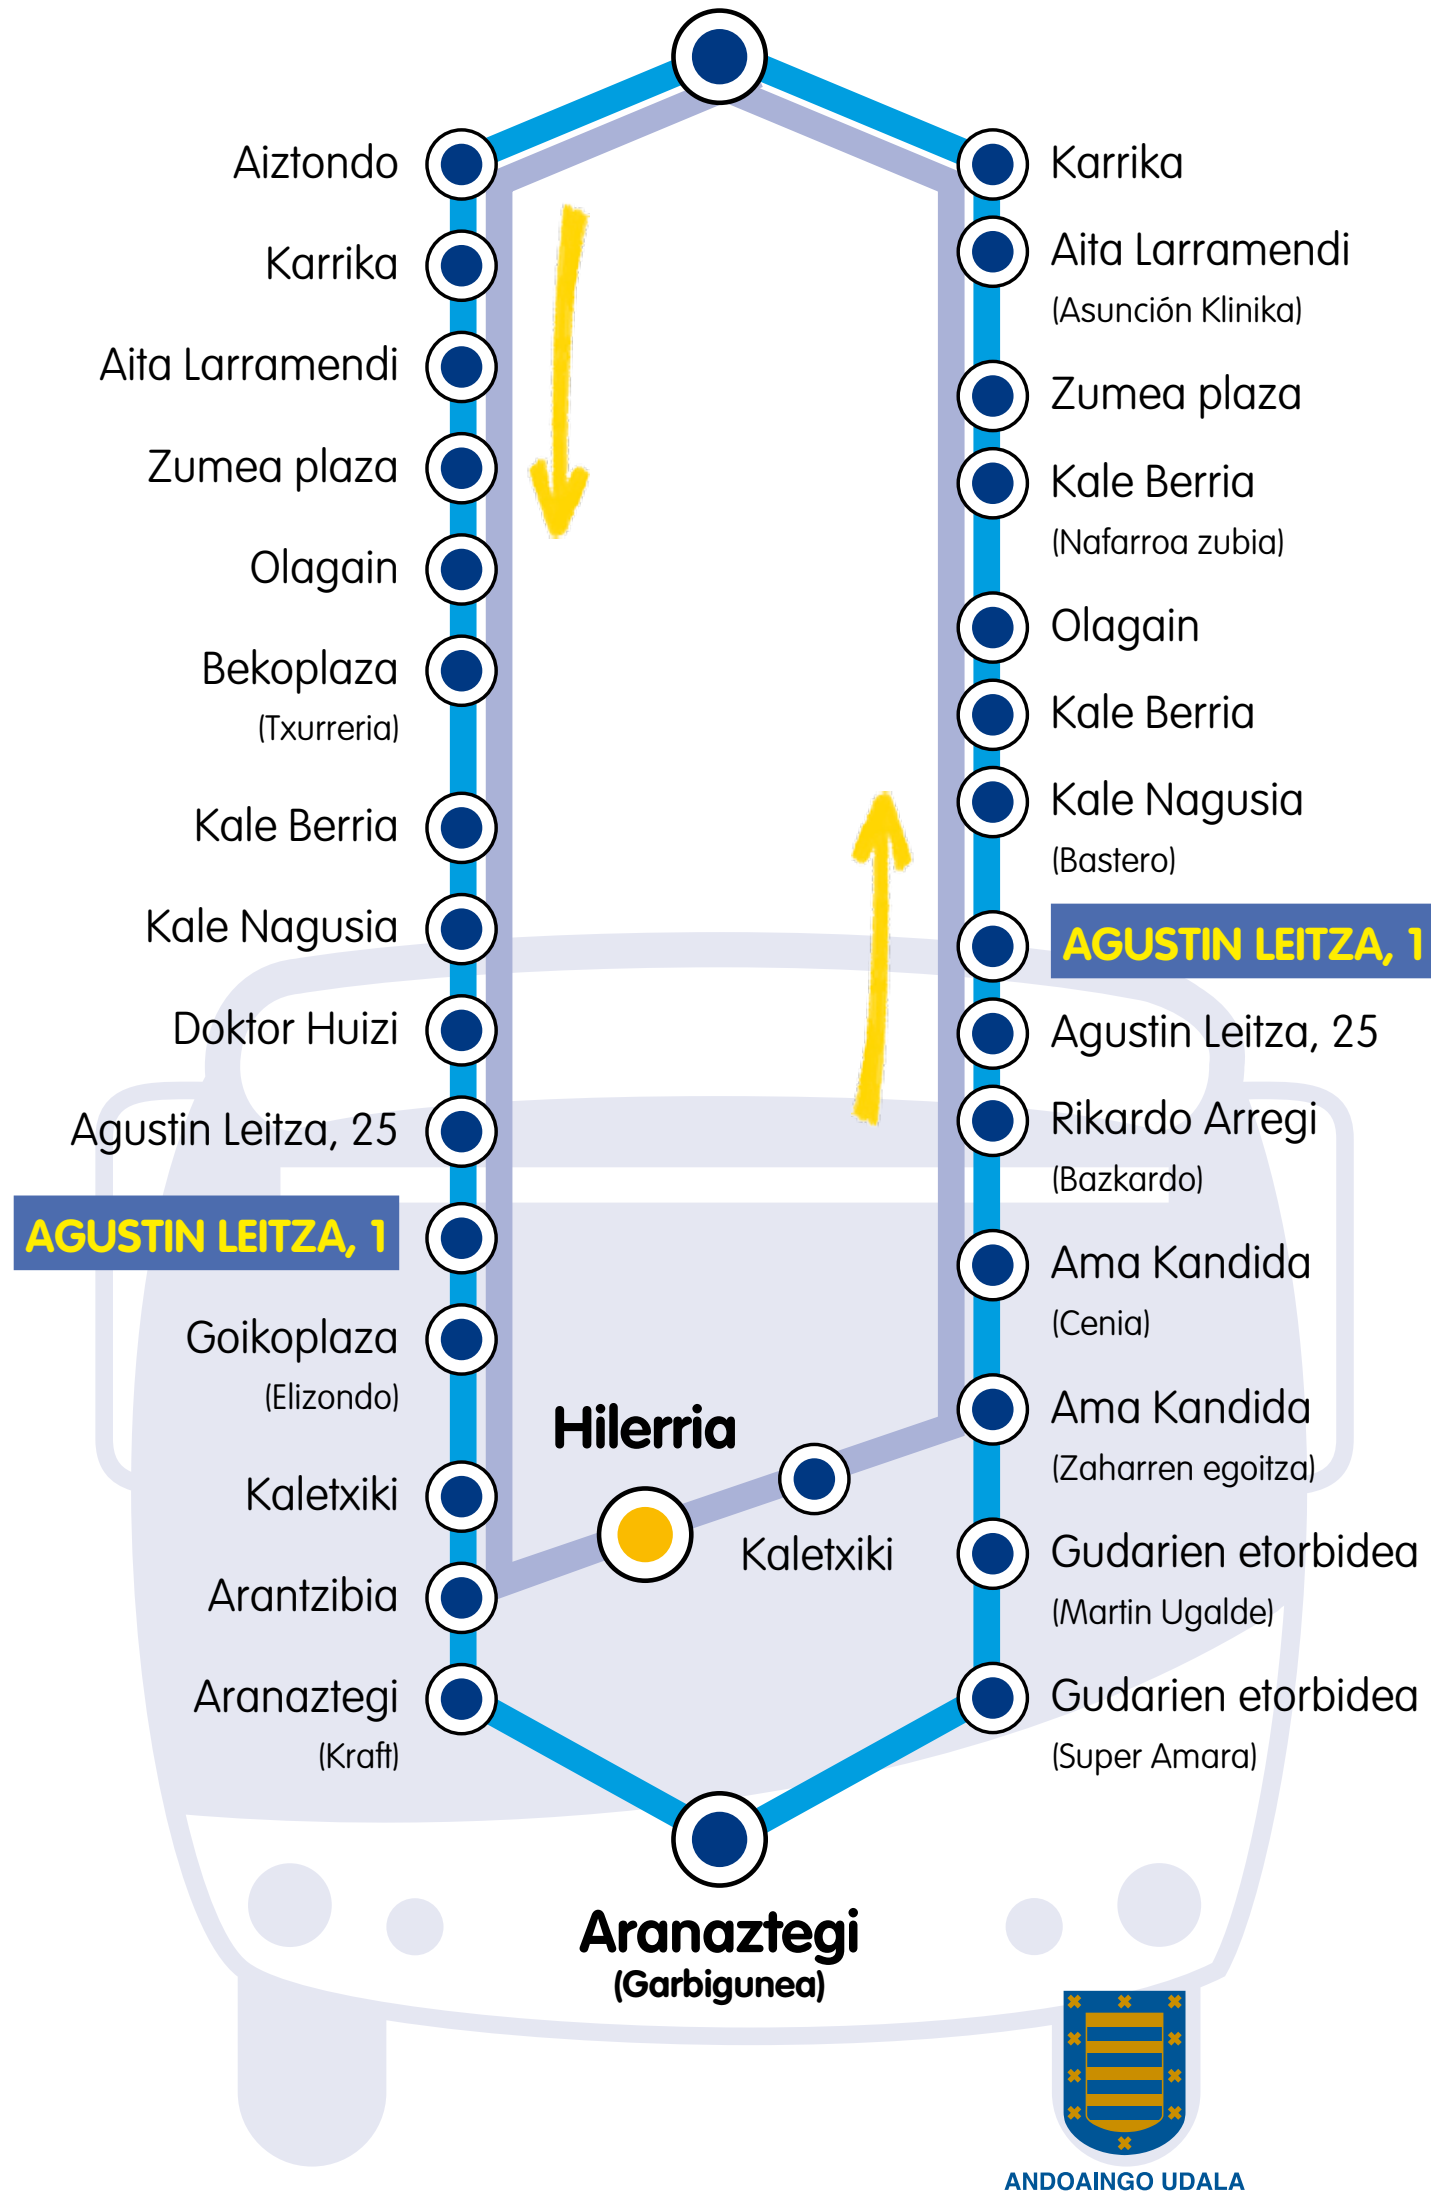 Aiztondo
Karrika
Aita Larramendi
Zumea plaza
Olagain
Bekoplaza
(Txurreria)
Kale Berria
Kale Nagusia
Doktor Huizi
Agustin Leitza, 25
AGUSTIN LEITZA, 1
Goikoplaza
(Elizondo)
Kaletxiki
Arantzibia
Aranaztegi
(Kraft)
Hilerria
Kaletxiki
Karrika
Aita Larramendi
(Asunción Klinika)
Zumea plaza
Kale Berria
(Nafarroa zubia)
Olagain
Kale Berria
Kale Nagusia
(Bastero)
AGUSTIN LEITZA, 1
Agustin Leitza, 25
Rikardo Arregi
(Bazkardo)
Ama Kandida
(Cenia)
Ama Kandida
(Zaharren egoitza)
Gudarien etorbidea
(Martin Ugalde)
Gudarien etorbidea
(Super Amara)
Aranaztegi
(Garbigunea)
ANDOAINGO UDALA